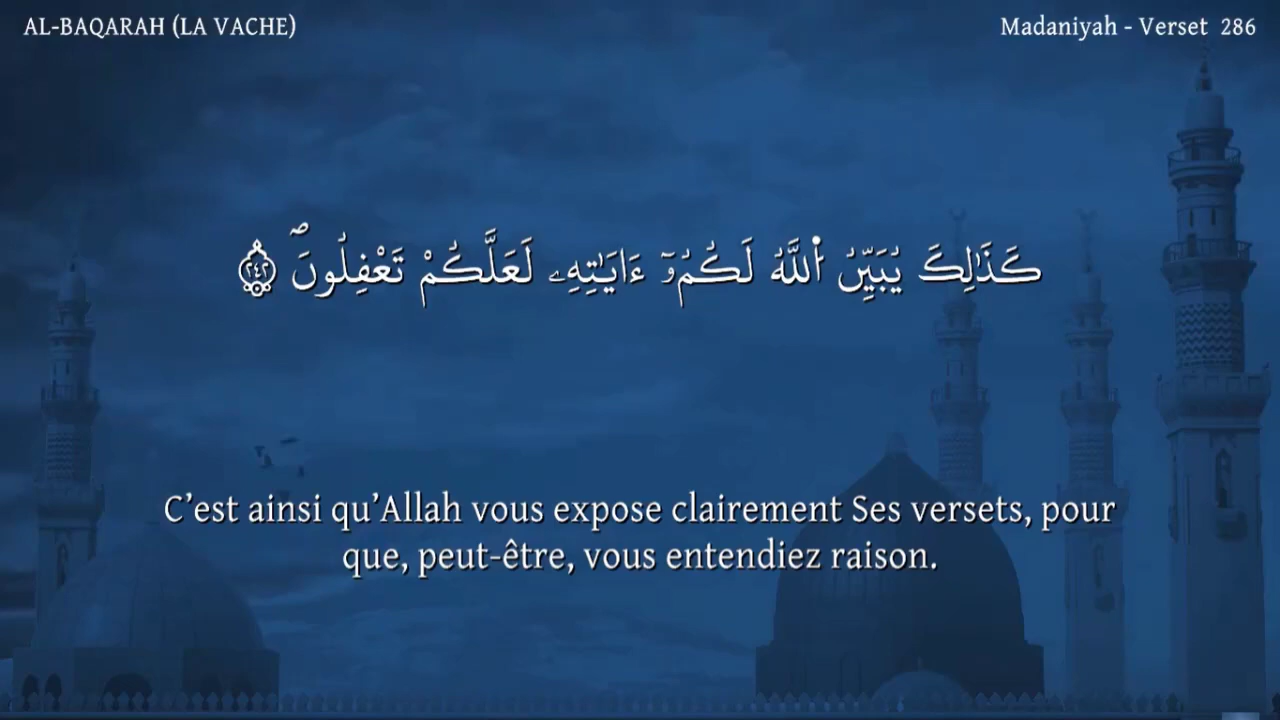 AL-BAQARAH (LA VACHE)
Madaniyah - Verset 286
كَذَٰلِكَ يُبَيِّنُ اُ۬للَّهُ لَكُمُۥٓ ءَايَٰتِهِۦ لَعَلَّكُمْ تَعْڧِلُونَۖ ٢٤٢
C’est ainsi qu’Allah vous expose clairement Ses versets, pour
que, peut-être, vous entendiez raison.